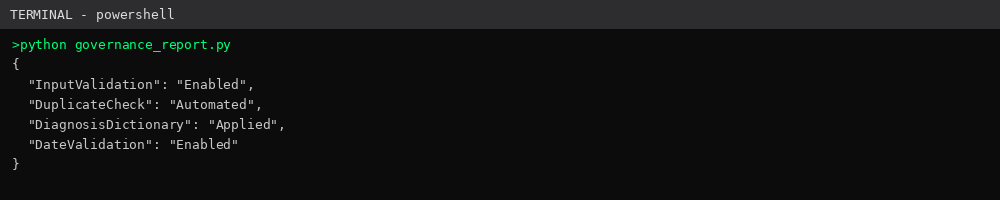 TERMINAL - powershell
>python governance_report.py
{
  "InputValidation": "Enabled",
  "DuplicateCheck": "Automated",
  "DiagnosisDictionary": "Applied",
  "DateValidation": "Enabled"
}